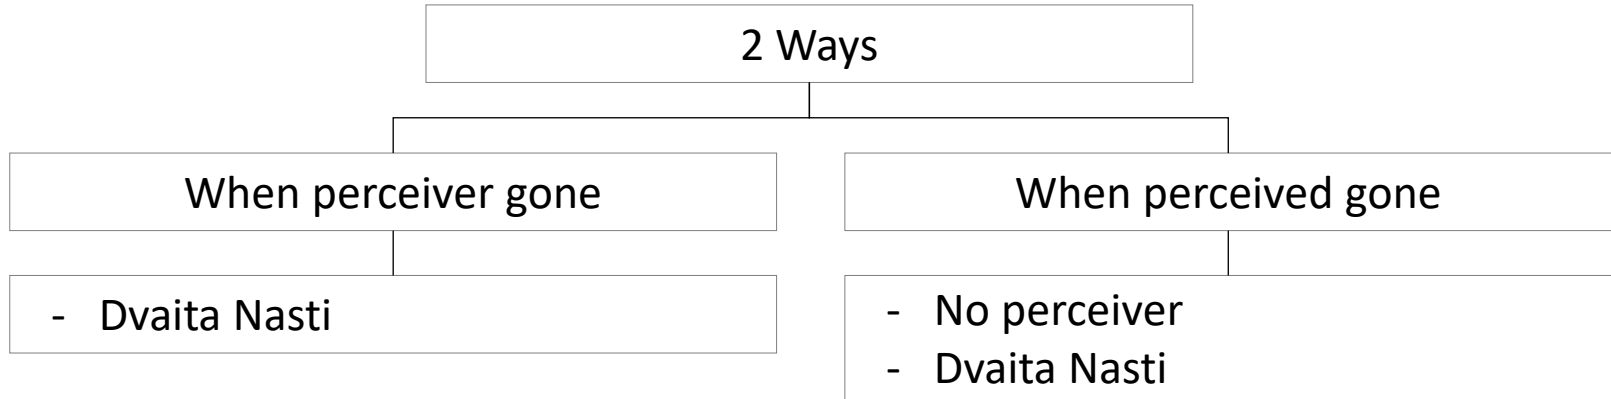 2 Ways
When perceiver gone
When perceived gone
- Dvaita Nasti
- No perceiver
- Dvaita Nasti